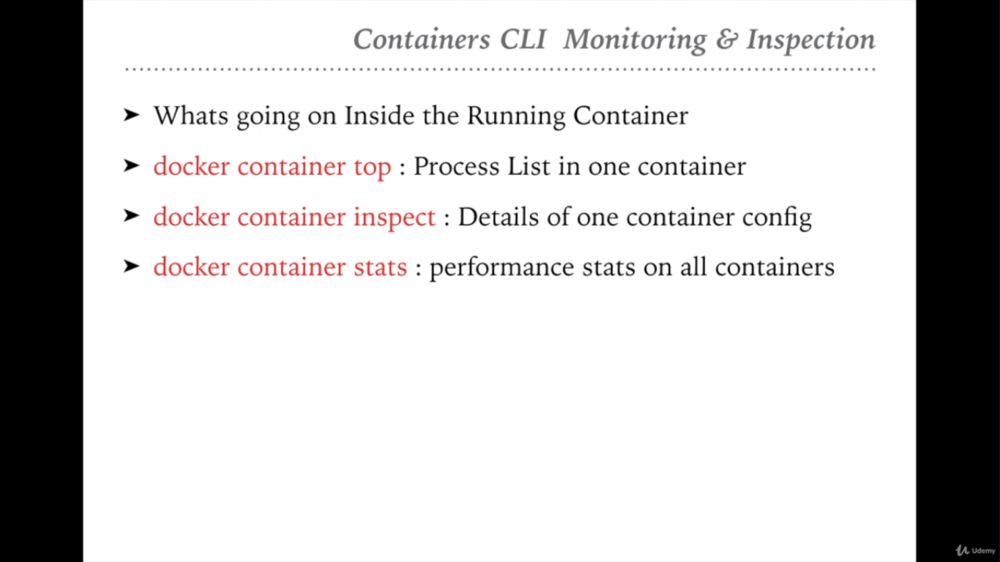 Containers CLI Monitoring & Inspection
➤ Whats going on Inside the Running Container
➤ docker container top : Process List in one container
➤ docker container inspect : Details of one container config
➤ docker container stats : performance stats on all containers
Udemy